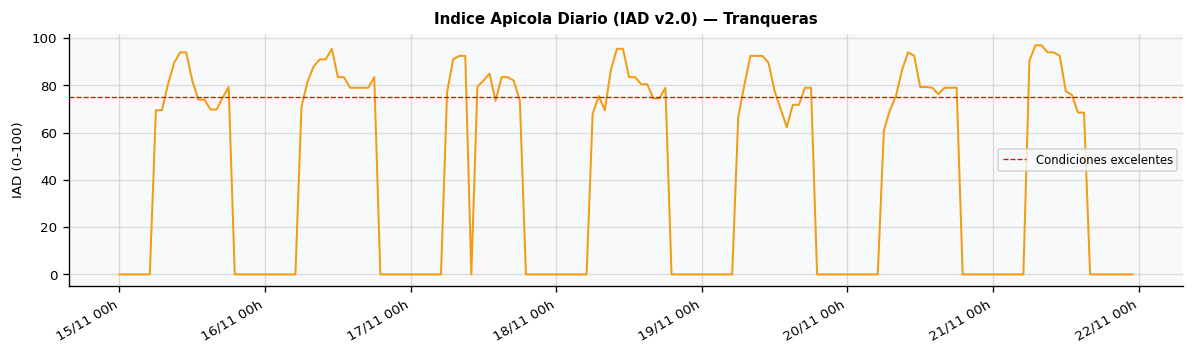 Indice Apicola Diario (IAD v2.0) — Tranqueras
IAD (0-100)
100
80
60
40
20
0
Condiciones excelentes
15/11 00h
16/11 00h
17/11 00h
18/11 00h
19/11 00h
20/11 00h
21/11 00h
22/11 00h